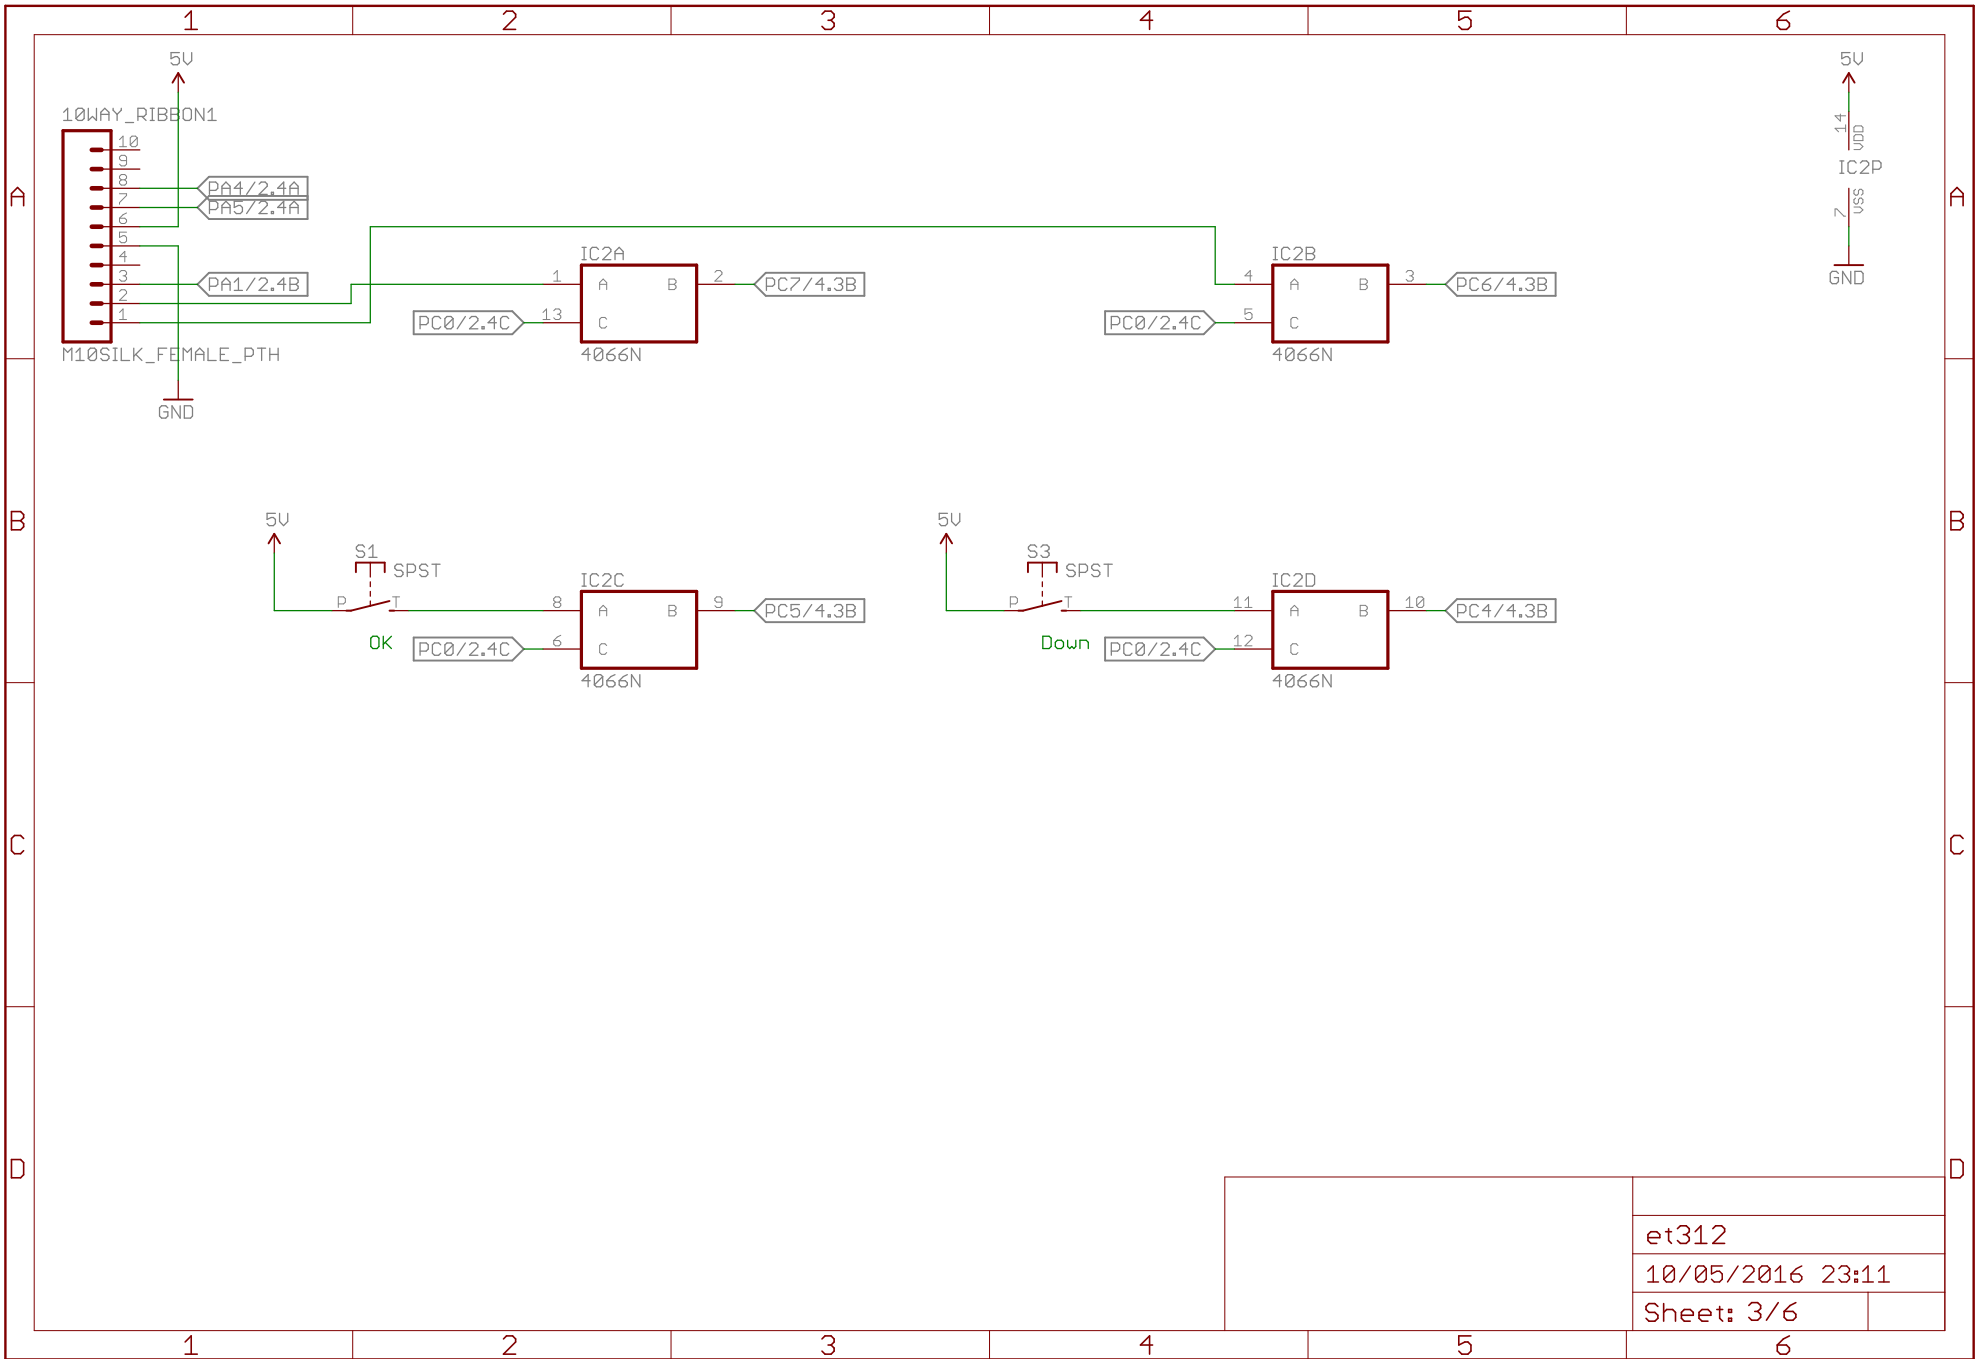 1 2 3 4 5 6
5V 5V
10WAY_RIBBON1
10
9
8 PA4/2.4A
7 PA5/2.4A
6
5
4
3 PA1/2.4B
2
1
M10SILK_FEMALE_PTH
GND
14 VDD
IC2P
7 VSS
GND
A A
IC2A
1 A B 2 PC7/4.3B
PC0/2.4C 13 C
4066N
IC2B
4 A B 3 PC6/4.3B
PC0/2.4C 5 C
4066N
B B
5V
S1
SPST
P T
OK
IC2C
8 A B 9 PC5/4.3B
PC0/2.4C 6 C
4066N
5V
S3
SPST
P T
Down
IC2D
11 A B 10 PC4/4.3B
PC0/2.4C 12 C
4066N
C C
D D
et312
10/05/2016 23:11
Sheet: 3/6
1 2 3 4 5 6